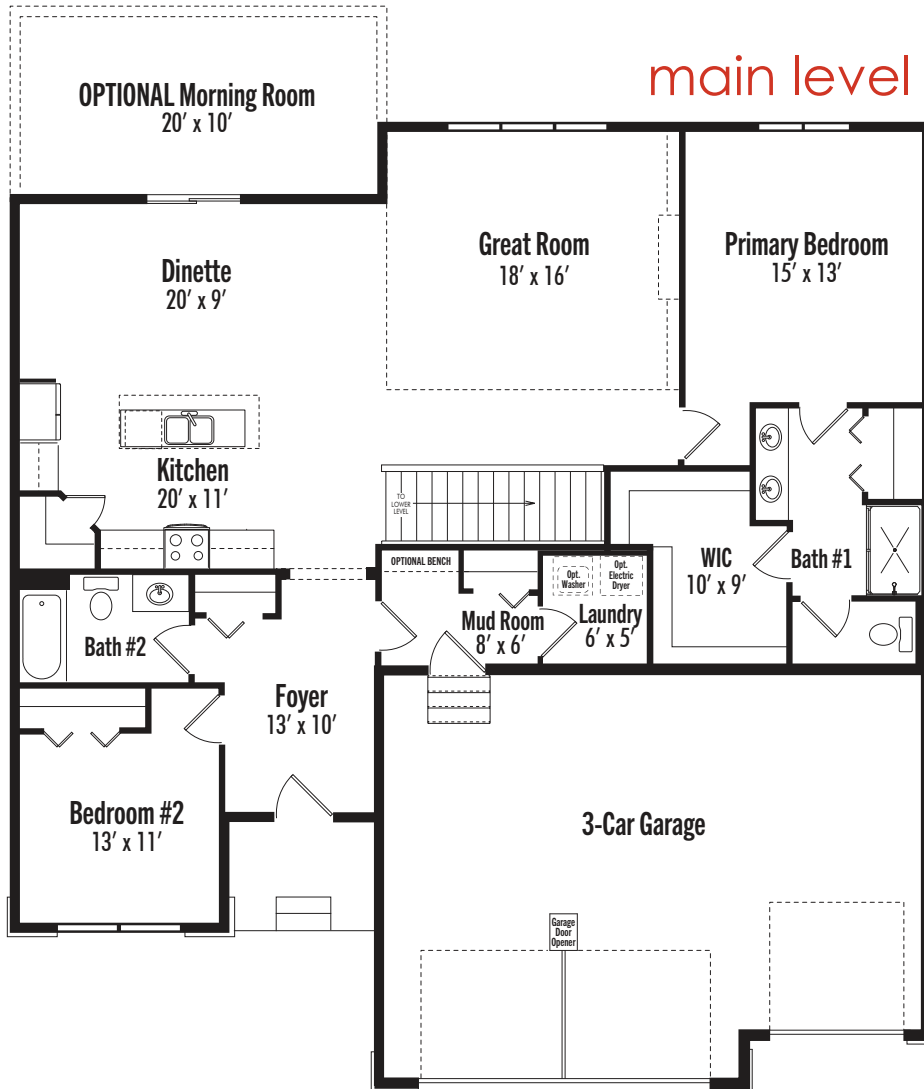 main level
OPTIONAL Morning Room
20′ x 10′
Great Room
18′ x 16′
Primary Bedroom
15′ x 13′
Dinette
20′ x 9′
Kitchen
20′ x 11′
TO
LOWER
LEVEL
OPTIONAL BENCH
Opt.
Washer
Opt.
Electric
Dryer
WIC
10′ x 9′
Bath #1
Mud Room
8′ x 6′
Laundry
6′ x 5′
Bath #2
Foyer
13′ x 10′
Bedroom #2
13′ x 11′
3-Car Garage
Garage
Door
Opener